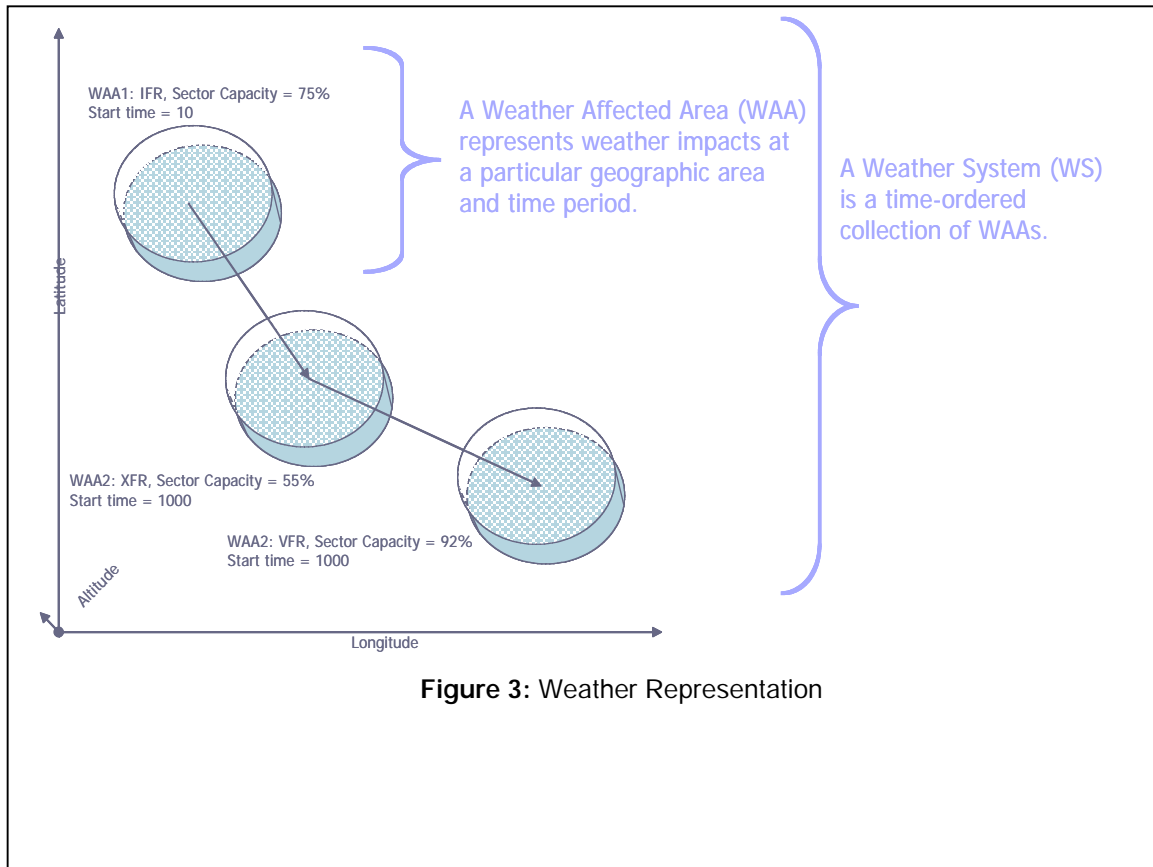 WAA1: IFR, Sector Capacity = 75%
Start time = 10
A Weather Affected Area (WAA)
represents weather impacts at
a particular geographic area
and time period.
A Weather System (WS)
is a time-ordered
collection of WAAs.
Latitude
WAA2: XFR, Sector Capacity = 55%
Start time = 1000
WAA2: VFR, Sector Capacity = 92%
Start time = 1000
Altitude
Longitude
Figure 3: Weather Representation